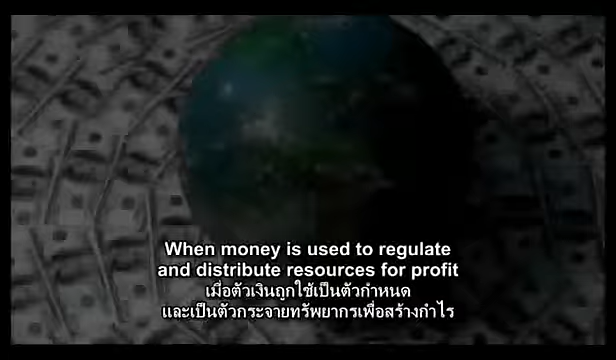 When money is used to regulate
and distribute resources for profit
เมื่อตัวเงินถูกใช้เป็นตัวกำหนด
และเป็นตัวกระจายทรัพยากรเพื่อสร้างกำไร